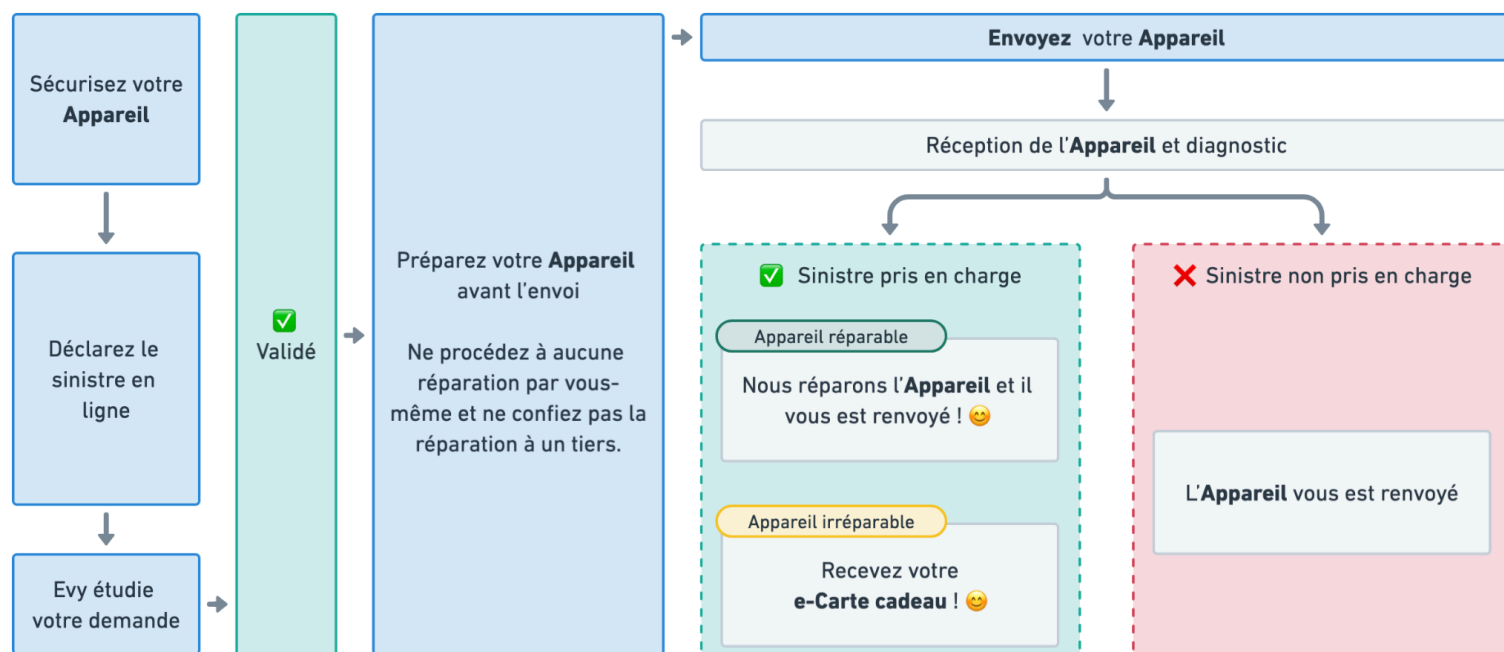 Sécurisez votre
Appareil
Déclarez le
sinistre en
ligne
Evy étudie
votre demande
Validé
Préparez votre Appareil
avant l'envoi
Ne procédez à aucune
réparation par vous-
même et ne confiez pas la
réparation à un tiers.
Envoyez votre Appareil
Réception de l'Appareil et diagnostic
✅ Sinistre pris en charge
Appareil réparable
Nous réparons l'Appareil et il
vous est renvoyé ! 😊
Appareil irréparable
Recevez votre
e-Carte cadeau ! 😊
❌ Sinistre non pris en charge
L'Appareil vous est renvoyé